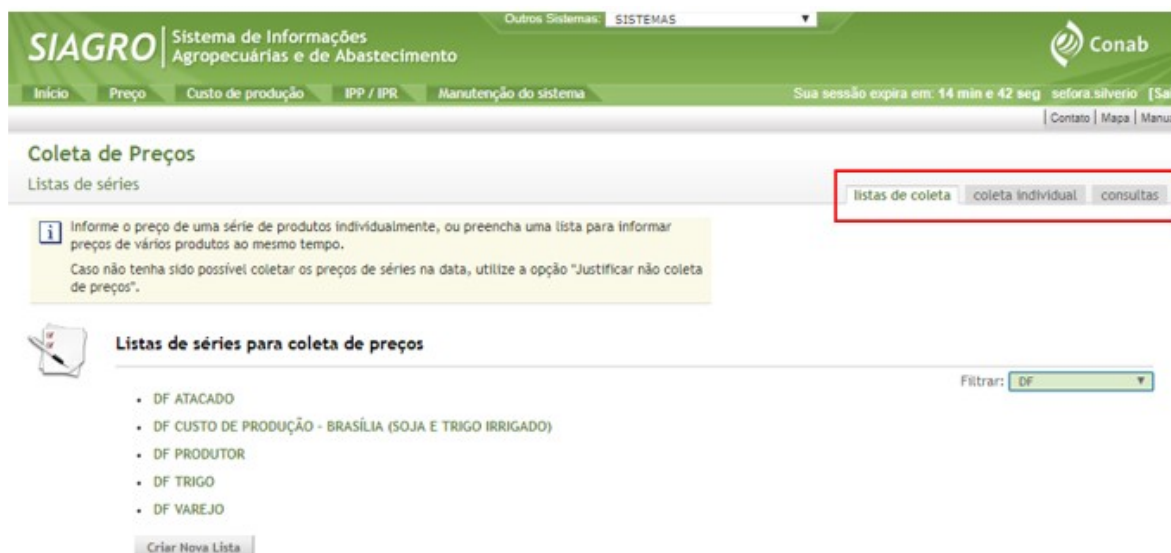 Outros Sistemas: SISTEMAS
SIAGRO Sistema de Informações
Agropecuárias e de Abastecimento
Conab
Início Preço Custo de produção IPP / IPR Manutenção do sistema Sua sessão expira em: 14 min e 42 seg sefora.silverio [Sai
Contato | Mapa | Manua
Coleta de Preços
Listas de séries
listas de coleta coleta individual consultas
i Informe o preço de uma série de produtos individualmente, ou preencha uma lista para informar
preços de vários produtos ao mesmo tempo.
Caso não tenha sido possível coletar os preços de séries na data, utilize a opção "Justificar não coleta
de preços".
Listas de séries para coleta de preços
Filtrar: DF
• DF ATACADO
• DF CUSTO DE PRODUÇÃO - BRASÍLIA (SOJA E TRIGO IRRIGADO)
• DF PRODUTOR
• DF TRIGO
• DF VAREJO
Criar Nova Lista